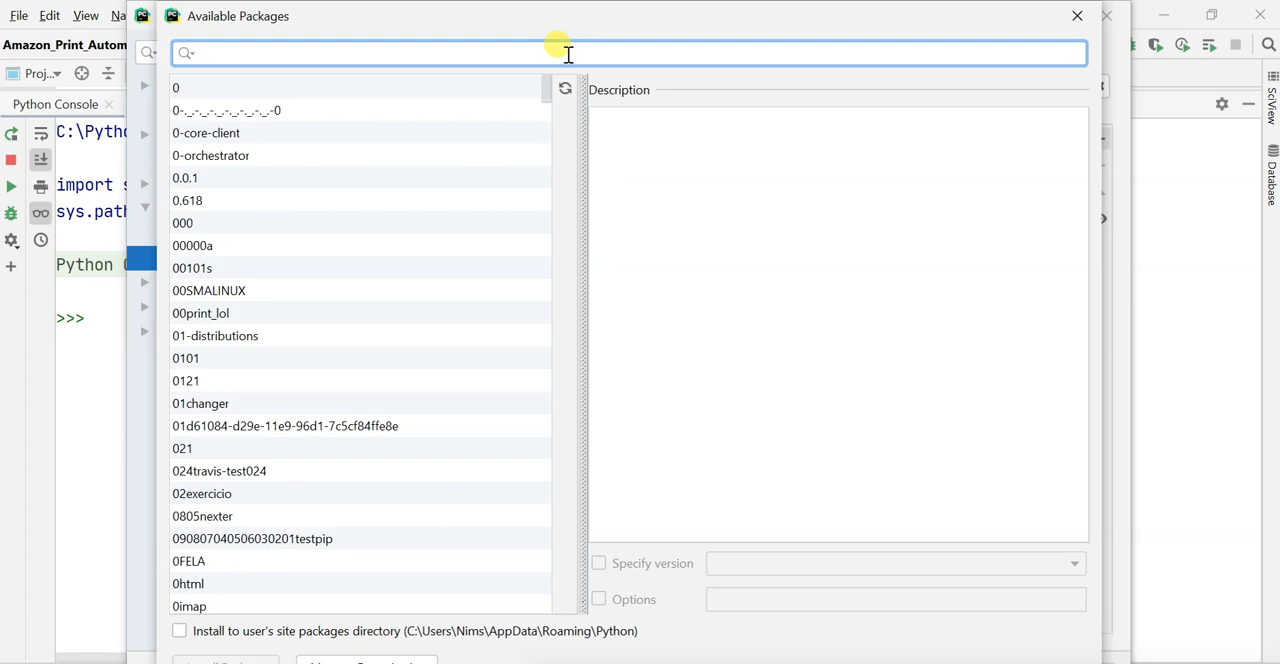 File Edit View Na
Available Packages
Amazon_Print_Autom
Proj...
Python Console
C:\Pytho
import s
sys.path
Python C
>>>
0
0-._.-._.-._.-._.-._.-._.-._.-0
0-core-client
0-orchestrator
0.0.1
0.618
000
00000a
00101s
00SMALINUX
00print_lol
01-distributions
0101
0121
01changer
01d61084-d29e-11e9-96d1-7c5cf84ffe8e
021
024travis-test024
02exercicio
0805nexter
090807040506030201testpip
0FELA
0html
0imap
Description
Specify version
Options
Install to user's site packages directory (C:\Users\Nims\AppData\Roaming\Python)
SciView
Database